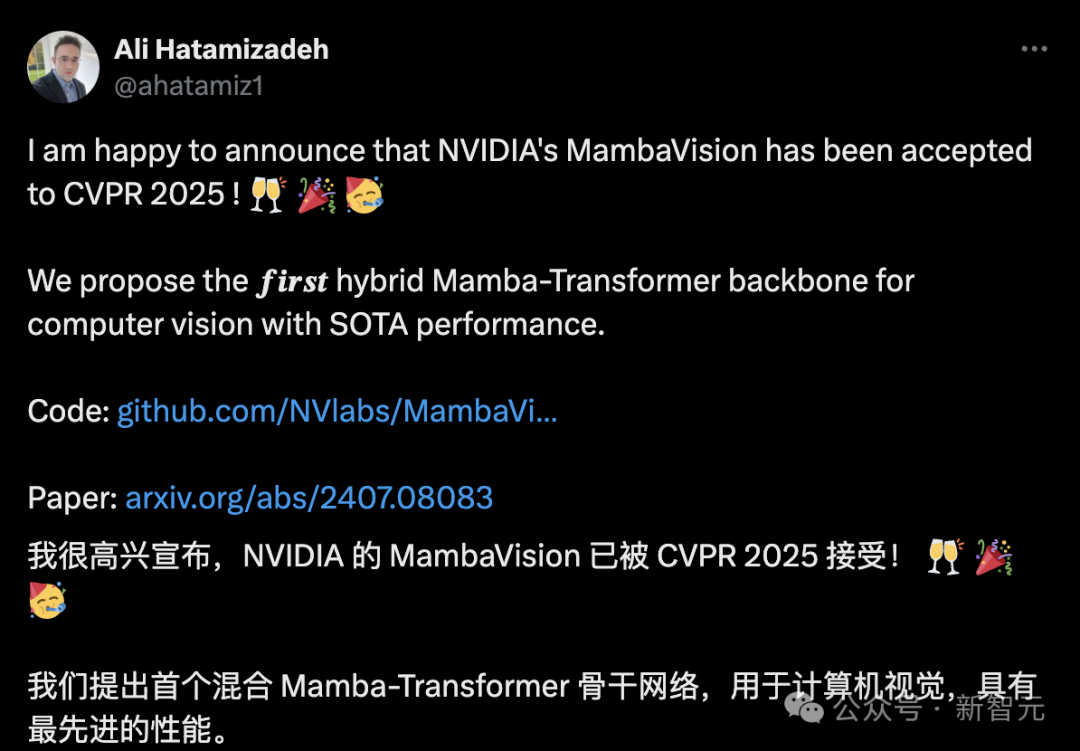 Ali Hatamizadeh
@ahatamiz1
I am happy to announce that NVIDIA's MambaVision has been accepted
to CVPR 2025 ! 🥂 🎉 🥳
We propose the 𝒇𝒊𝒓𝒔𝒕 hybrid Mamba-Transformer backbone for
computer vision with SOTA performance.
Code: github.com/NVlabs/MambaVi...
Paper: arxiv.org/abs/2407.08083
我很高兴宣布，NVIDIA 的 MambaVision 已被 CVPR 2025 接受！ 🥂 🎉
🥳
我们提出首个混合 Mamba-Transformer 骨干网络，用于计算机视觉，具有
最先进的性能。
公众号 · 新智元